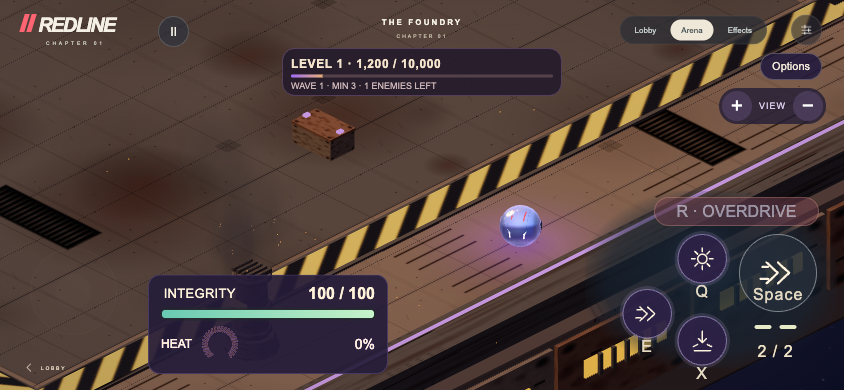 REDLINE
CHAPTER 01
THE FOUNDRY
CHAPTER 01
Lobby Arena Effects
Options
LEVEL 1 · 1,200 / 10,000
WAVE 1 · MIN 3 · 1 ENEMIES LEFT
+ VIEW −
R · OVERDRIVE
Q
Space
E
X
2 / 2
INTEGRITY 100 / 100
HEAT 0%
LOBBY